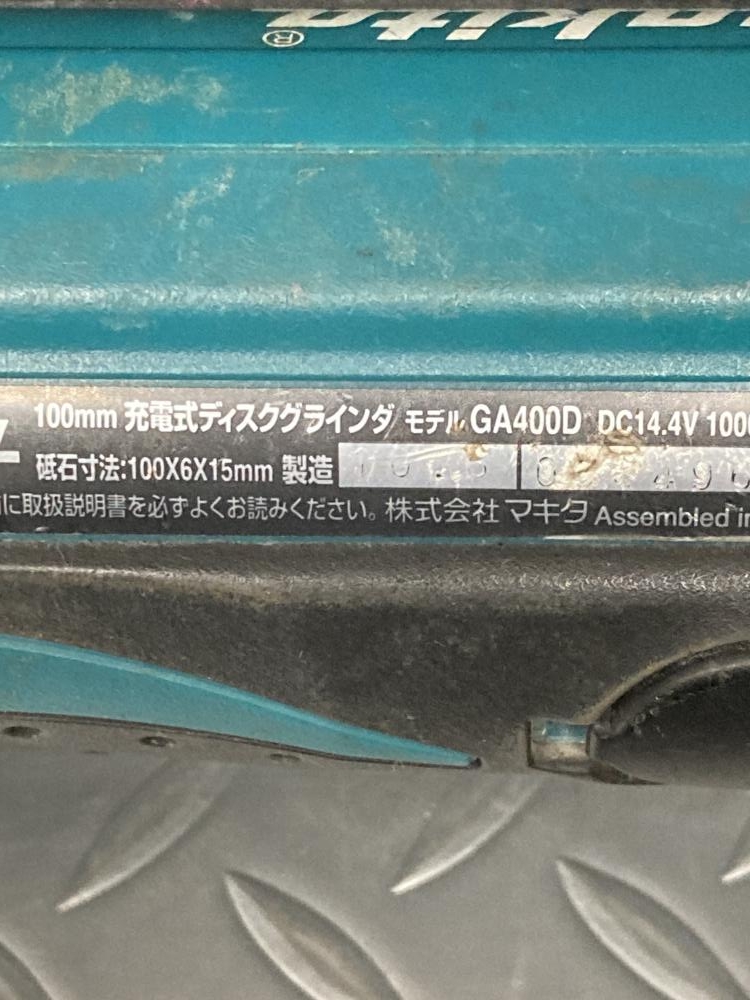 makita®
100mm 充電式ディスクグラインダ モデル GA400D DC14.4V 1000
砥石寸法:100X6X15mm 製造
に取扱説明書を必ずよくお読みください。株式会社 マキタ Assembled in